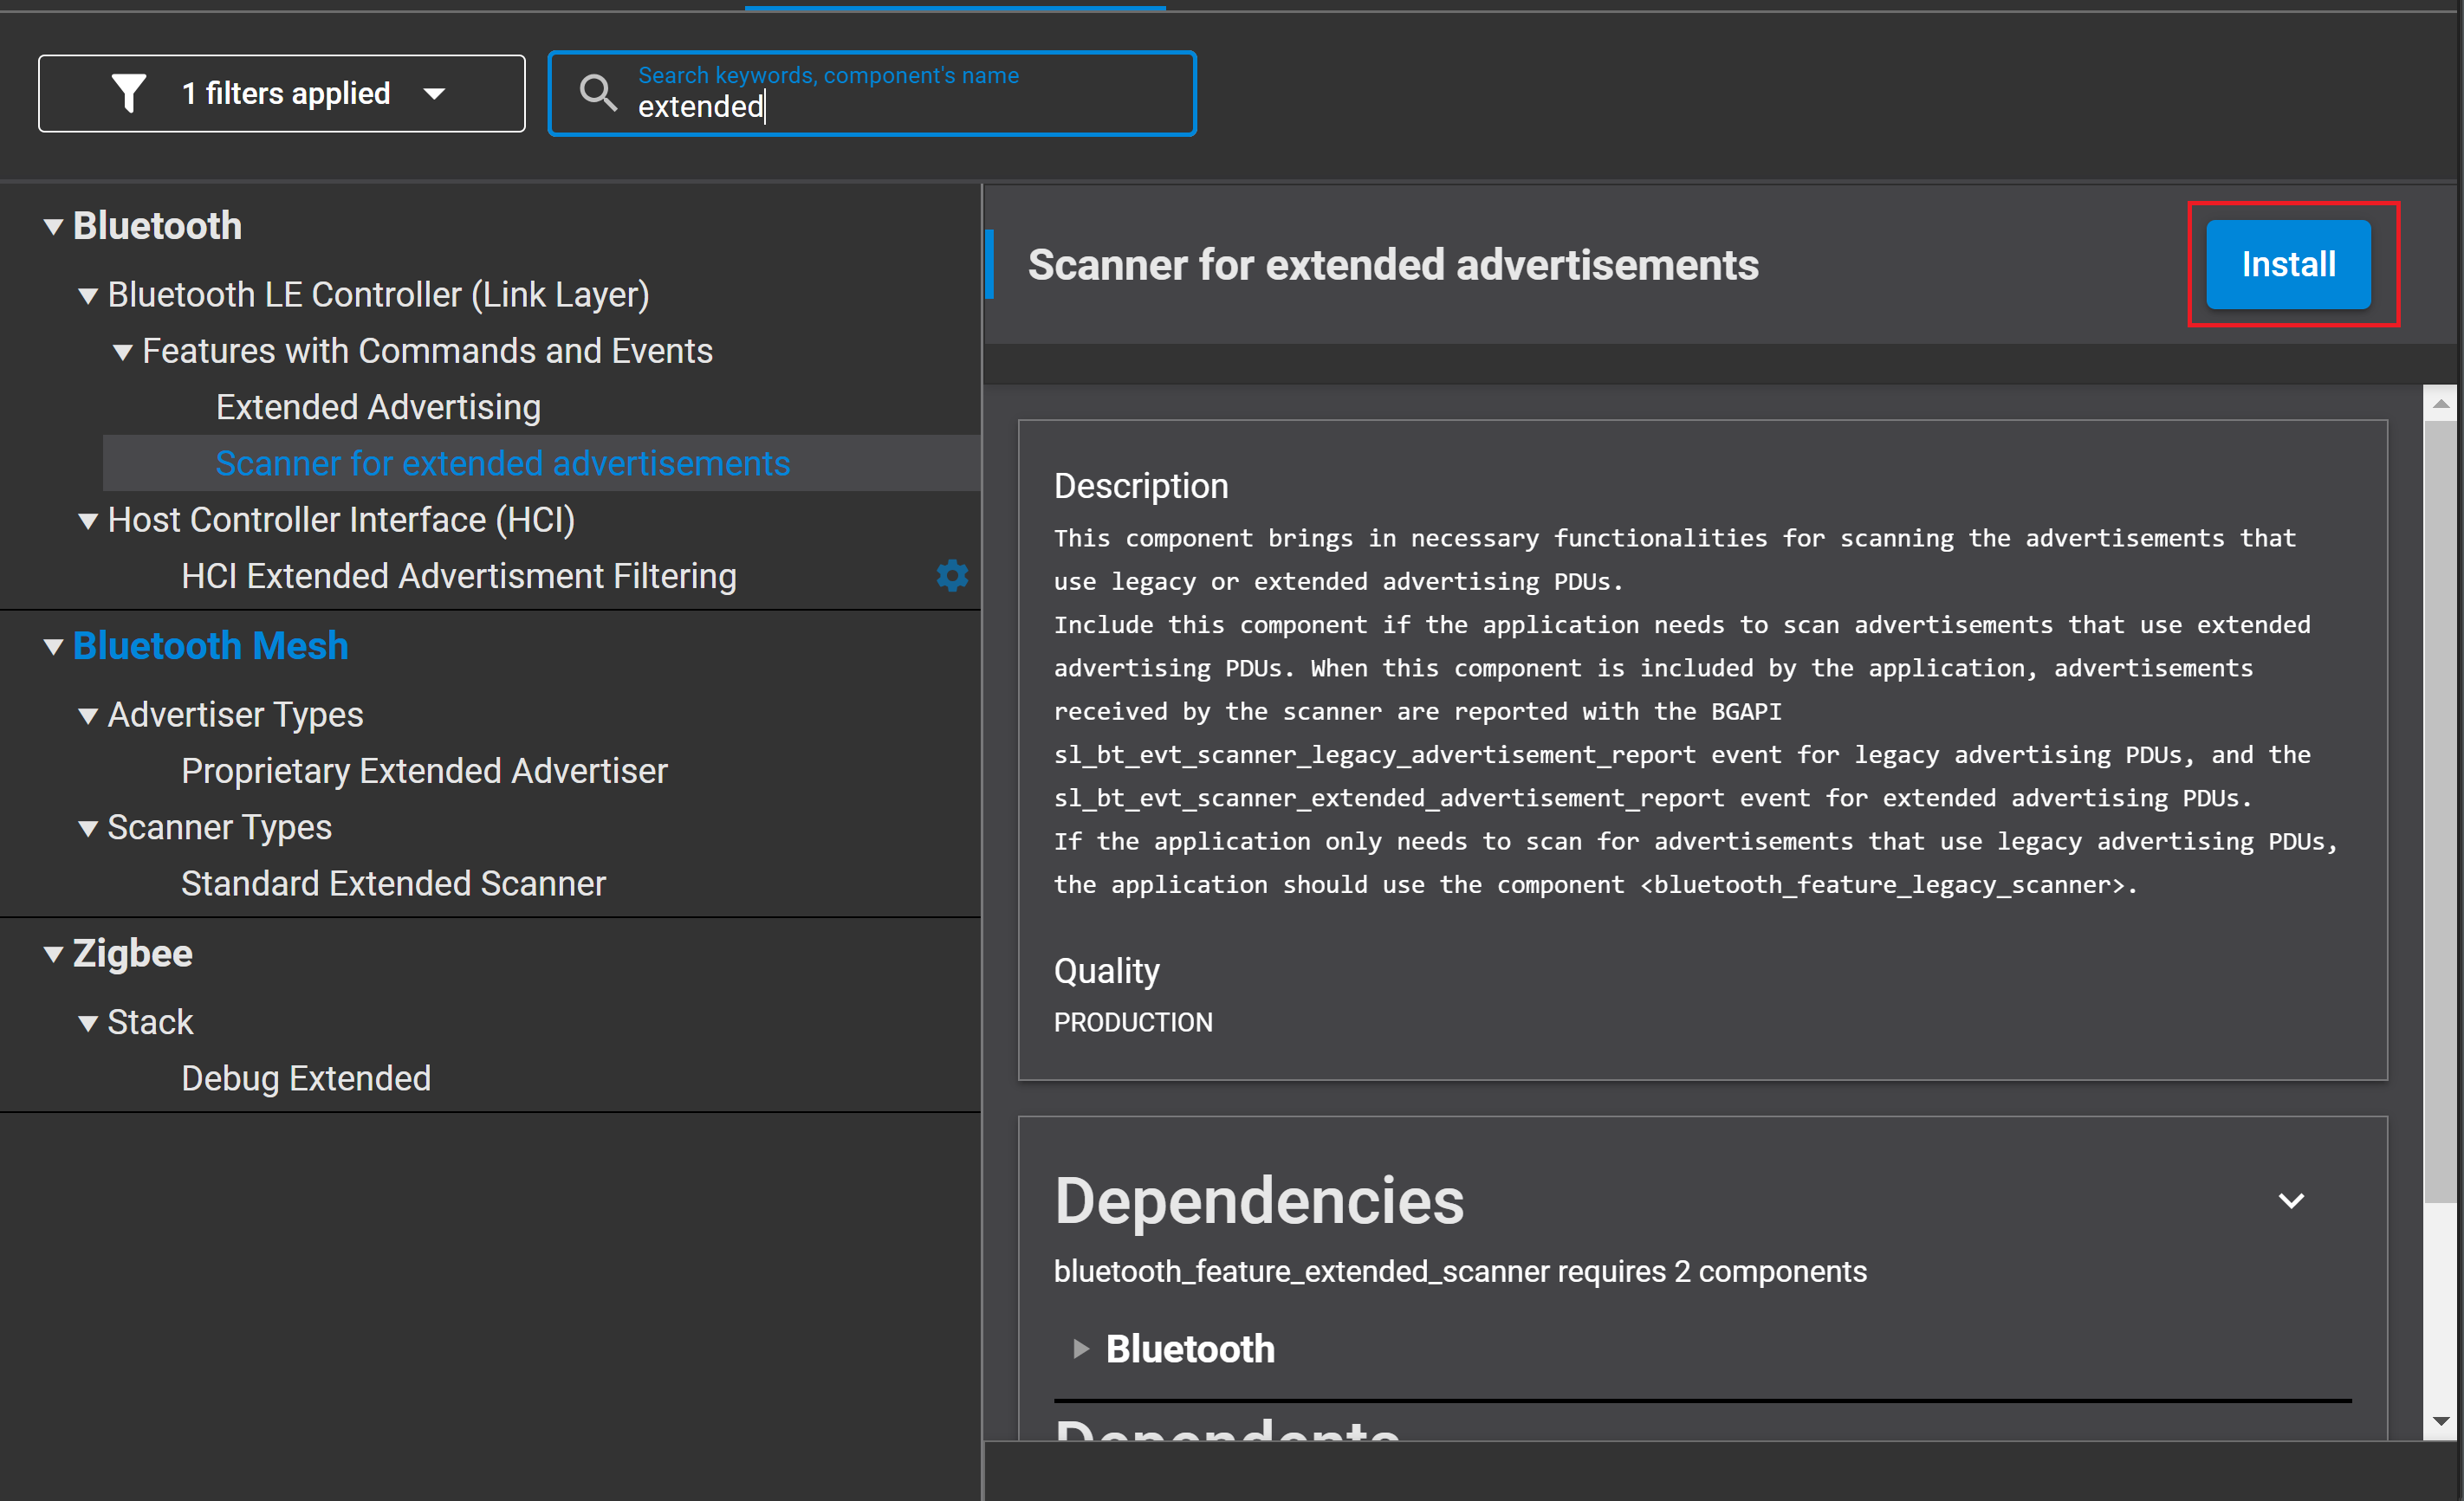 1 filters applied
Search keywords, component's name
extended
Bluetooth
Bluetooth LE Controller (Link Layer)
Features with Commands and Events
Extended Advertising
Scanner for extended advertisements
Host Controller Interface (HCI)
HCI Extended Advertisment Filtering
Bluetooth Mesh
Advertiser Types
Proprietary Extended Advertiser
Scanner Types
Standard Extended Scanner
Zigbee
Stack
Debug Extended
Scanner for extended advertisements
Install
Description
This component brings in necessary functionalities for scanning the advertisements that
use legacy or extended advertising PDUs.
Include this component if the application needs to scan advertisements that use extended
advertising PDUs. When this component is included by the application, advertisements
received by the scanner are reported with the BGAPI
sl_bt_evt_scanner_legacy_advertisement_report event for legacy advertising PDUs, and the
sl_bt_evt_scanner_extended_advertisement_report event for extended advertising PDUs.
If the application only needs to scan for advertisements that use legacy advertising PDUs,
the application should use the component <bluetooth_feature_legacy_scanner>.
Quality
PRODUCTION
Dependencies
bluetooth_feature_extended_scanner requires 2 components
Bluetooth
Dependents